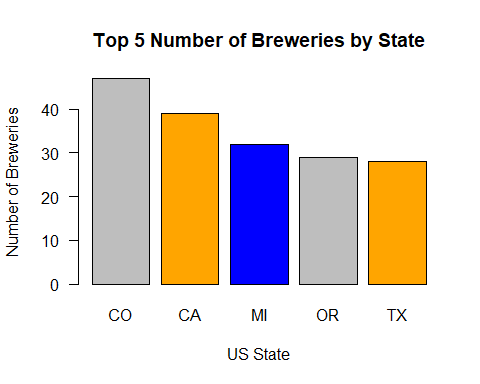 Top 5 Number of Breweries by State
Number of Breweries
40
30
20
10
0
CO CA MI OR TX
US State